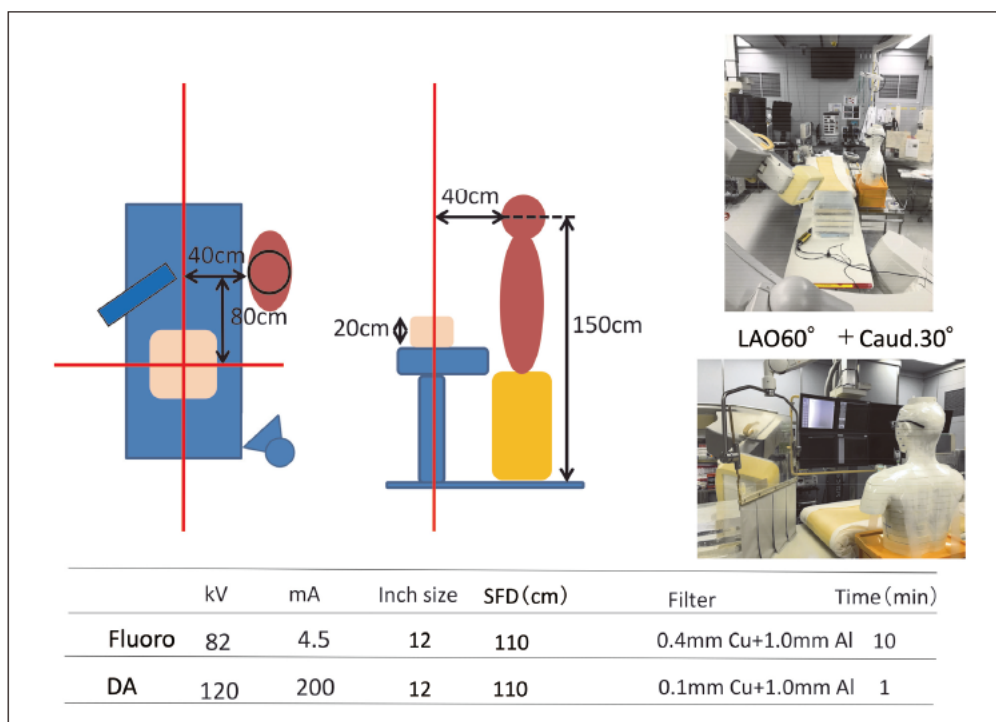 40cm
80cm
40cm
20cm
150cm
LAO60° + Caud.30°
kV mA Inch size SFD(cm) Filter Time(min)
Fluoro 82 4.5 12 110 0.4mm Cu+1.0mm Al 10
DA 120 200 12 110 0.1mm Cu+1.0mm Al 1